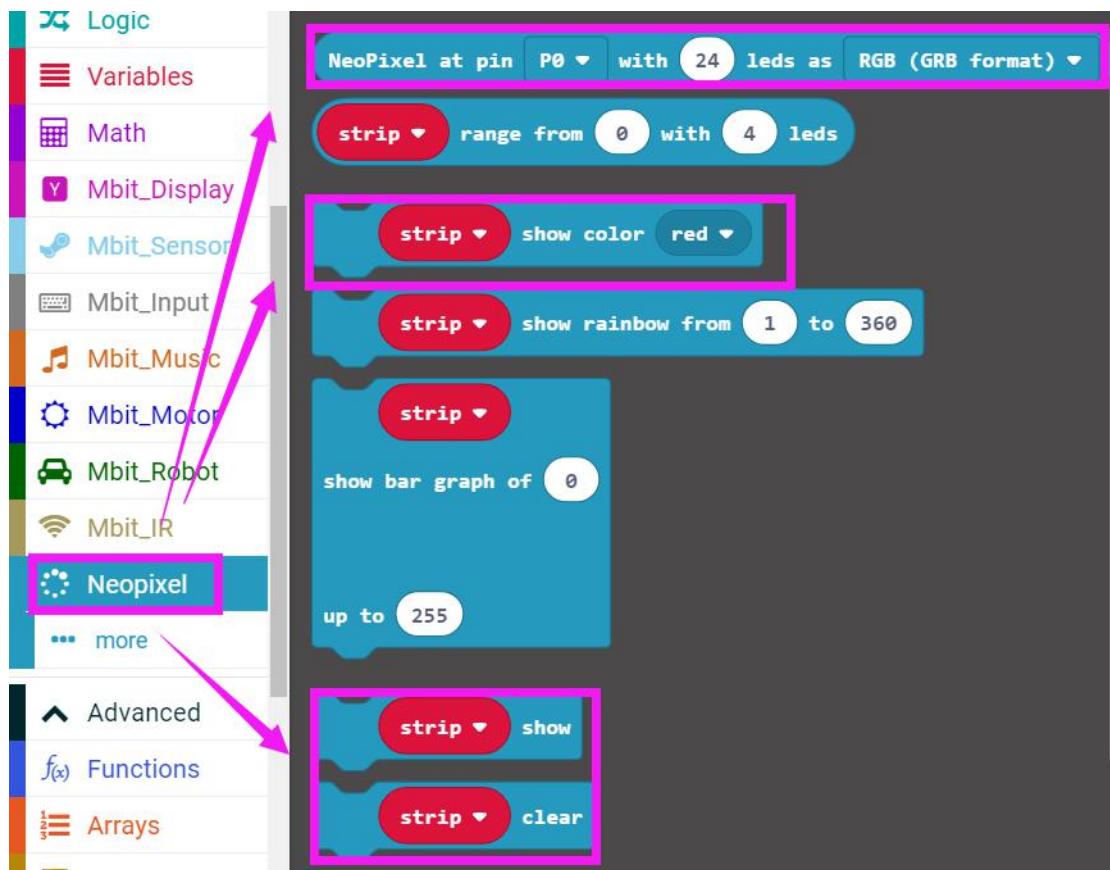 Logic
Variables
Math
Mbit_Display
Mbit_Sensor
Mbit_Input
Mbit_Music
Mbit_Motor
Mbit_Robot
Mbit_IR
Neopixel
more
Advanced
f(x) Functions
Arrays
NeoPixel at pin P0 with 24 leds as RGB (GRB format)
strip range from 0 with 4 leds
strip show color red
strip show rainbow from 1 to 360
strip
show bar graph of 0
up to 255
strip show
strip clear